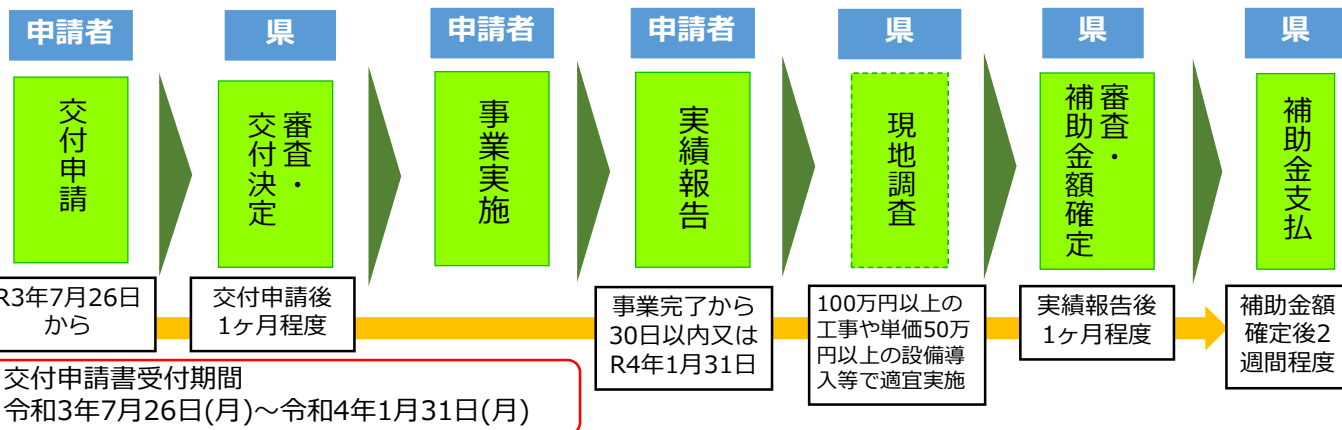 申請者
県
申請者
申請者
県
県
県
交付申請
審査・
交付決定
事業実施
実績報告
現地調査
審査・
補助金額確定
補助金支払
R3年7月26日
から
交付申請後
1ヶ月程度
事業完了から
30日以内又は
R4年1月31日
100万円以上の
工事や単価50万
円以上の設備導
入等で適宜実施
実績報告後
1ヶ月程度
補助金額
確定後2
週間程度
交付申請書受付期間
令和3年7月26日(月)～令和4年1月31日(月)